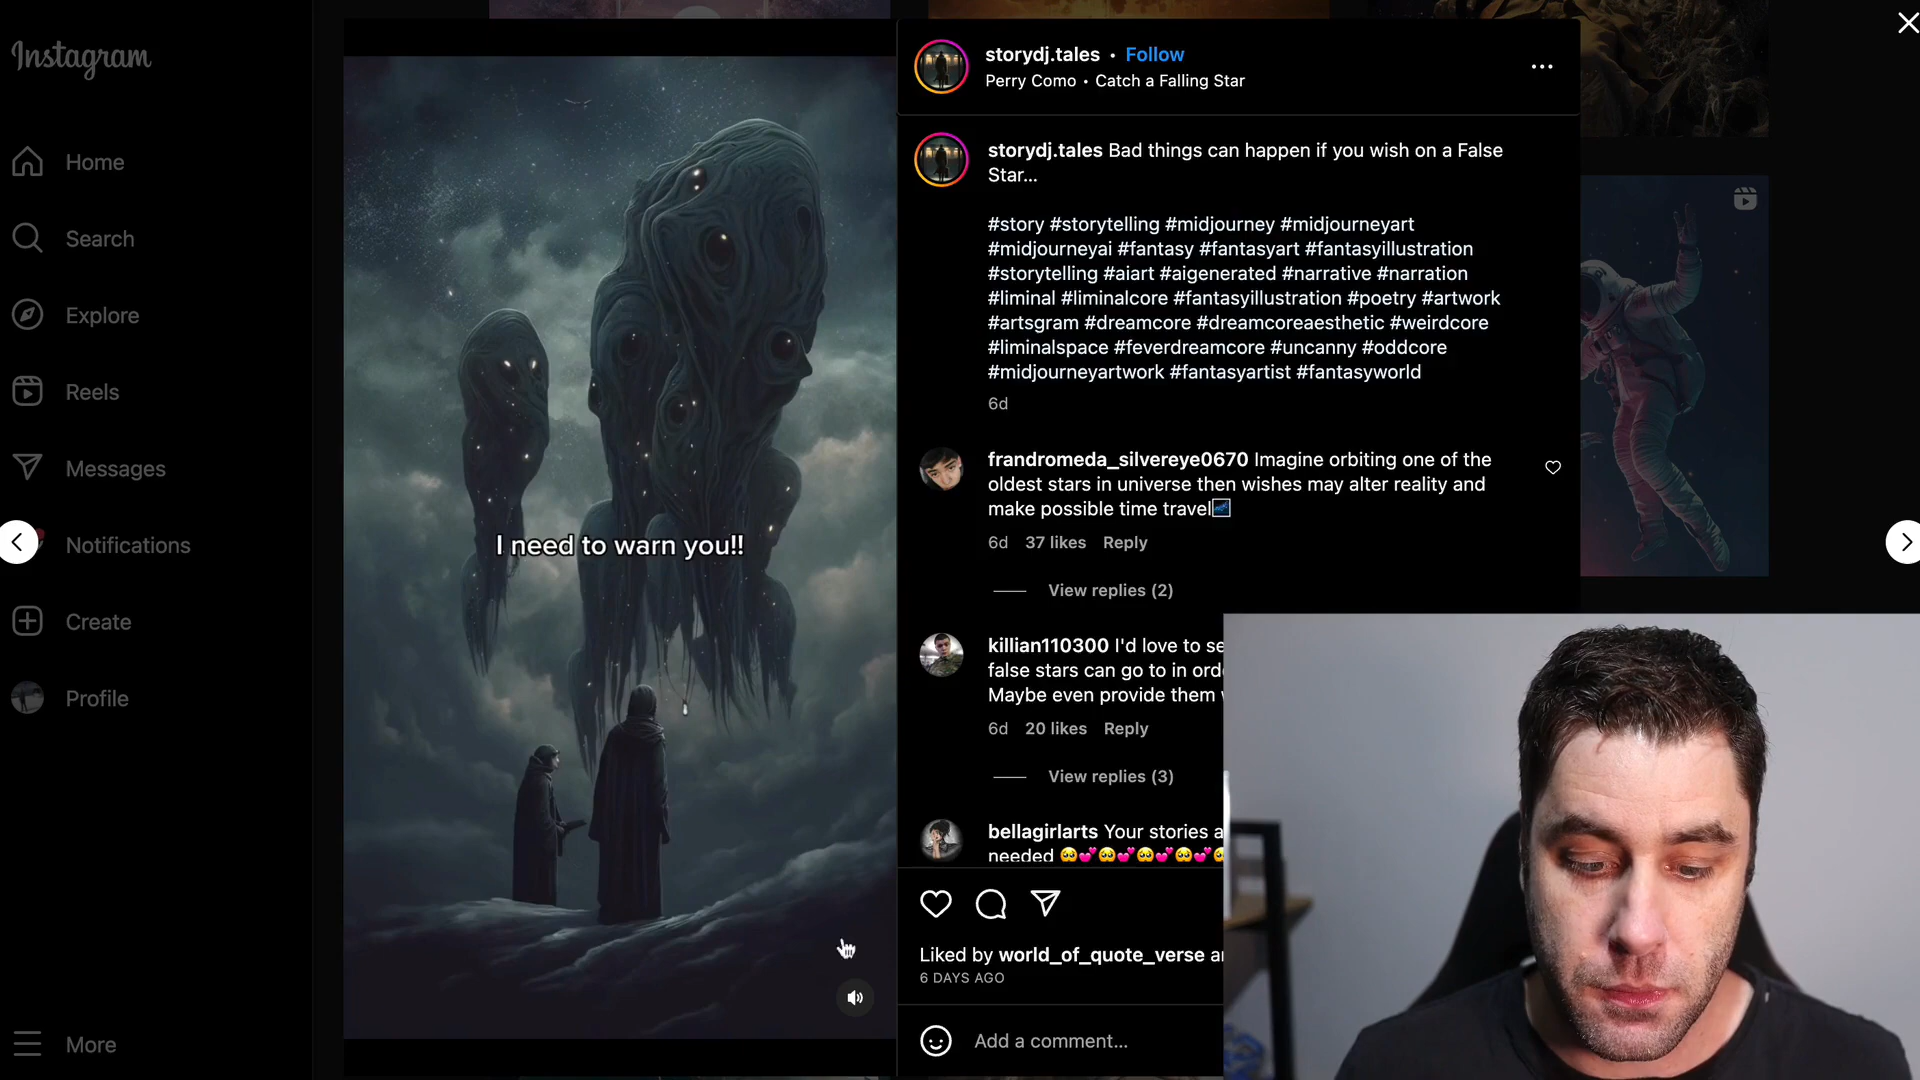 Instagram
Home
Search
Explore
Reels
Messages
Notifications
Create
Profile
More
I need to warn you!!
storydj.tales • Follow
Perry Como • Catch a Falling Star
storydj.tales Bad things can happen if you wish on a False
Star...
#story #storytelling #midjourney #midjourneyart
#midjourneyai #fantasy #fantasyart #fantasyillustration
#storytelling #aiart #aigenerated #narrative #narration
#liminal #liminalcore #fantasyillustration #poetry #artwork
#artsgram #dreamcore #dreamcoreaesthetic #weirdcore
#liminalspace #feverdreamcore #uncanny #oddcore
#midjourneyartwork #fantasyartist #fantasyworld
6d
frandromeda_silvereye0670 Imagine orbiting one of the
oldest stars in universe then wishes may alter reality and
make possible time travel🌌
6d 37 likes Reply
View replies (2)
killian110300 I'd love to se
false stars can go to in ord
Maybe even provide them
6d 20 likes Reply
View replies (3)
bellagirlarts Your stories a
needed 🥺💕🥺💕🥺💕🥺💕
Liked by world_of_quote_verse ar
6 DAYS AGO
Add a comment...